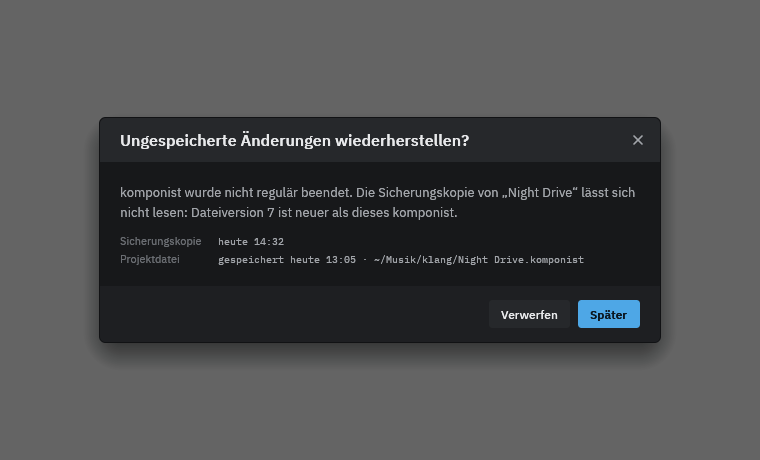 Ungespeicherte Änderungen wiederherstellen?
komponist wurde nicht regulär beendet. Die Sicherungskopie von „Night Drive“ lässt sich
nicht lesen: Dateiversion 7 ist neuer als dieses komponist.
Sicherungskopie heute 14:32
Projektdatei gespeichert heute 13:05 · ~/Musik/klang/Night Drive.komponist
Verwerfen Später